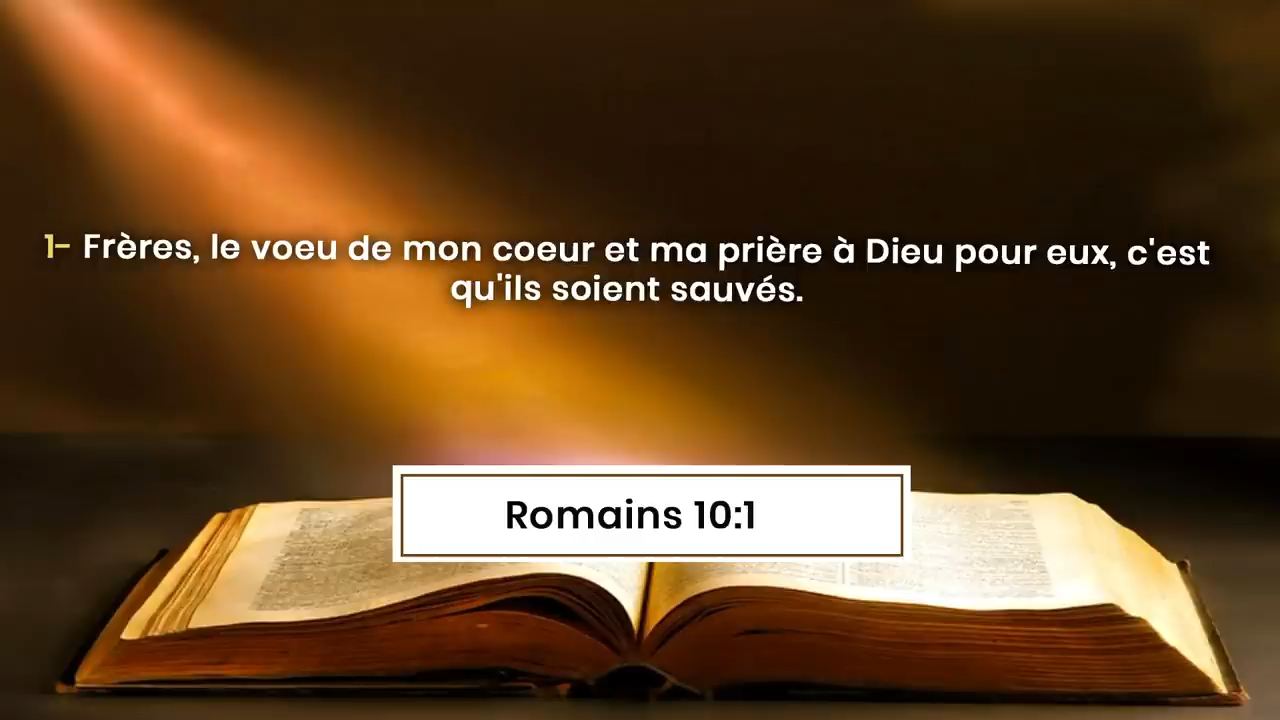 1- Frères, le voeu de mon coeur et ma prière à Dieu pour eux, c'est
qu'ils soient sauvés.
Romains 10:1